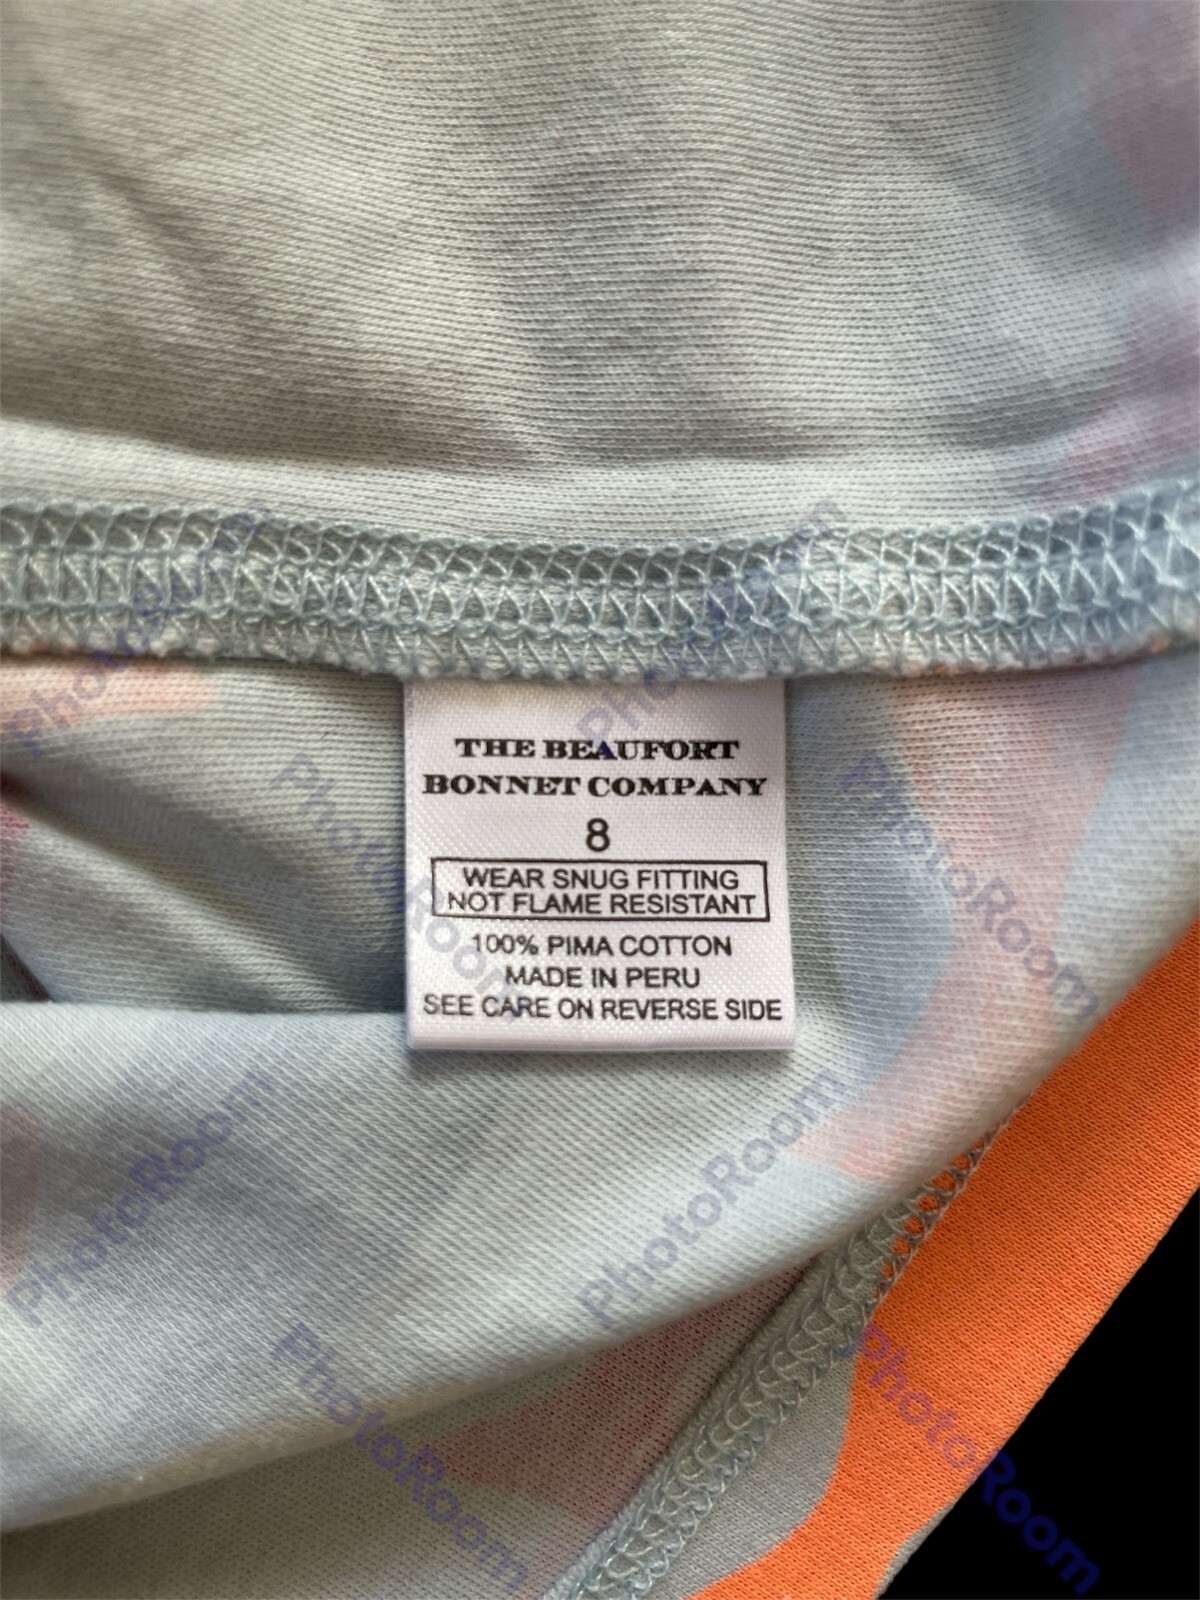 THE BEAUFORT
BONNET COMPANY
8
WEAR SNUG FITTING
NOT FLAME RESISTANT
100% PIMA COTTON
MADE IN PERU
SEE CARE ON REVERSE SIDE
PhotoRoom
PhotoRoom
PhotoRoom
PhotoRoom
PhotoRoom
PhotoRoom
PhotoRoom
PhotoRoom